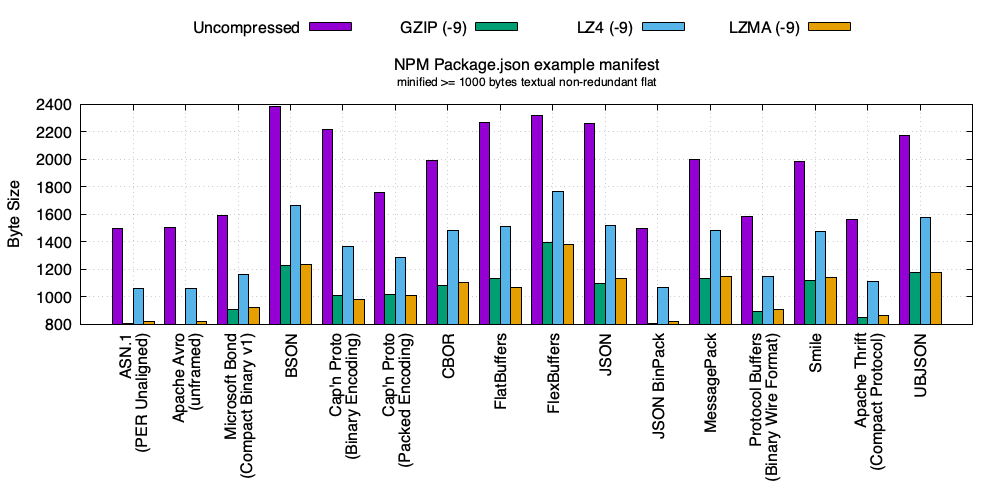 Uncompressed GZIP (-9) LZ4 (-9) LZMA (-9)
NPM Package.json example manifest
minified >= 1000 bytes textual non-redundant flat
Byte Size
2400
2200
2000
1800
1600
1400
1200
1000
800
ASN.1
(PER Unaligned)
Apache Avro
(unframed)
Microsoft Bond
(Compact Binary v1)
BSON
Cap'n Proto
(Binary Encoding)
Cap'n Proto
(Packed Encoding)
CBOR
FlatBuffers
FlexBuffers
JSON
JSON BinPack
MessagePack
Protocol Buffers
(Binary Wire Format)
Smile
Apache Thrift
(Compact Protocol)
UBJSON